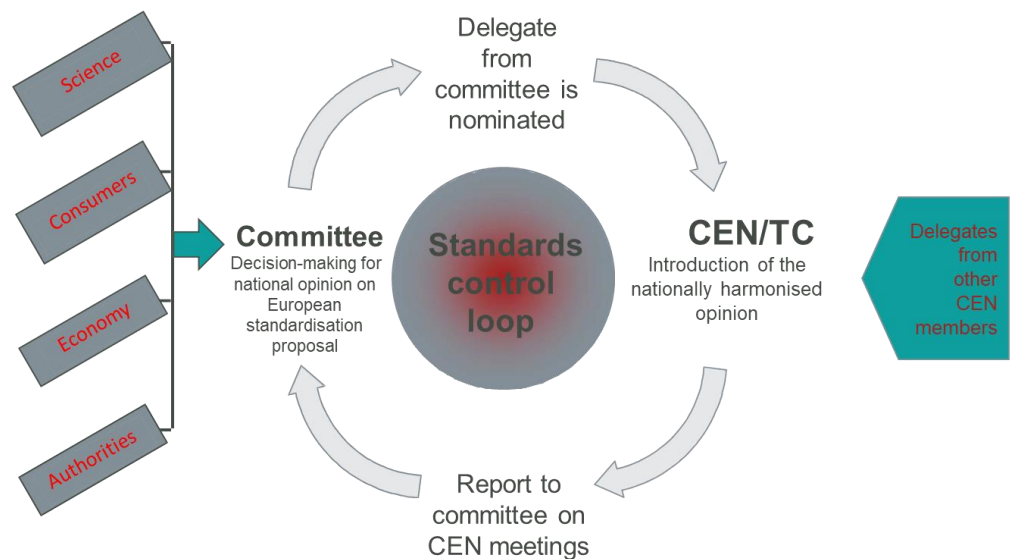 Science
Consumers
Economy
Authorities
Committee
Decision-making for
national opinion on
European
standardisation
proposal
Delegate
from
committee is
nominated
Standards
control
loop
CEN/TC
Introduction of the
nationally harmonised
opinion
Delegates
from
other
CEN
members
Report to
committee on
CEN meetings